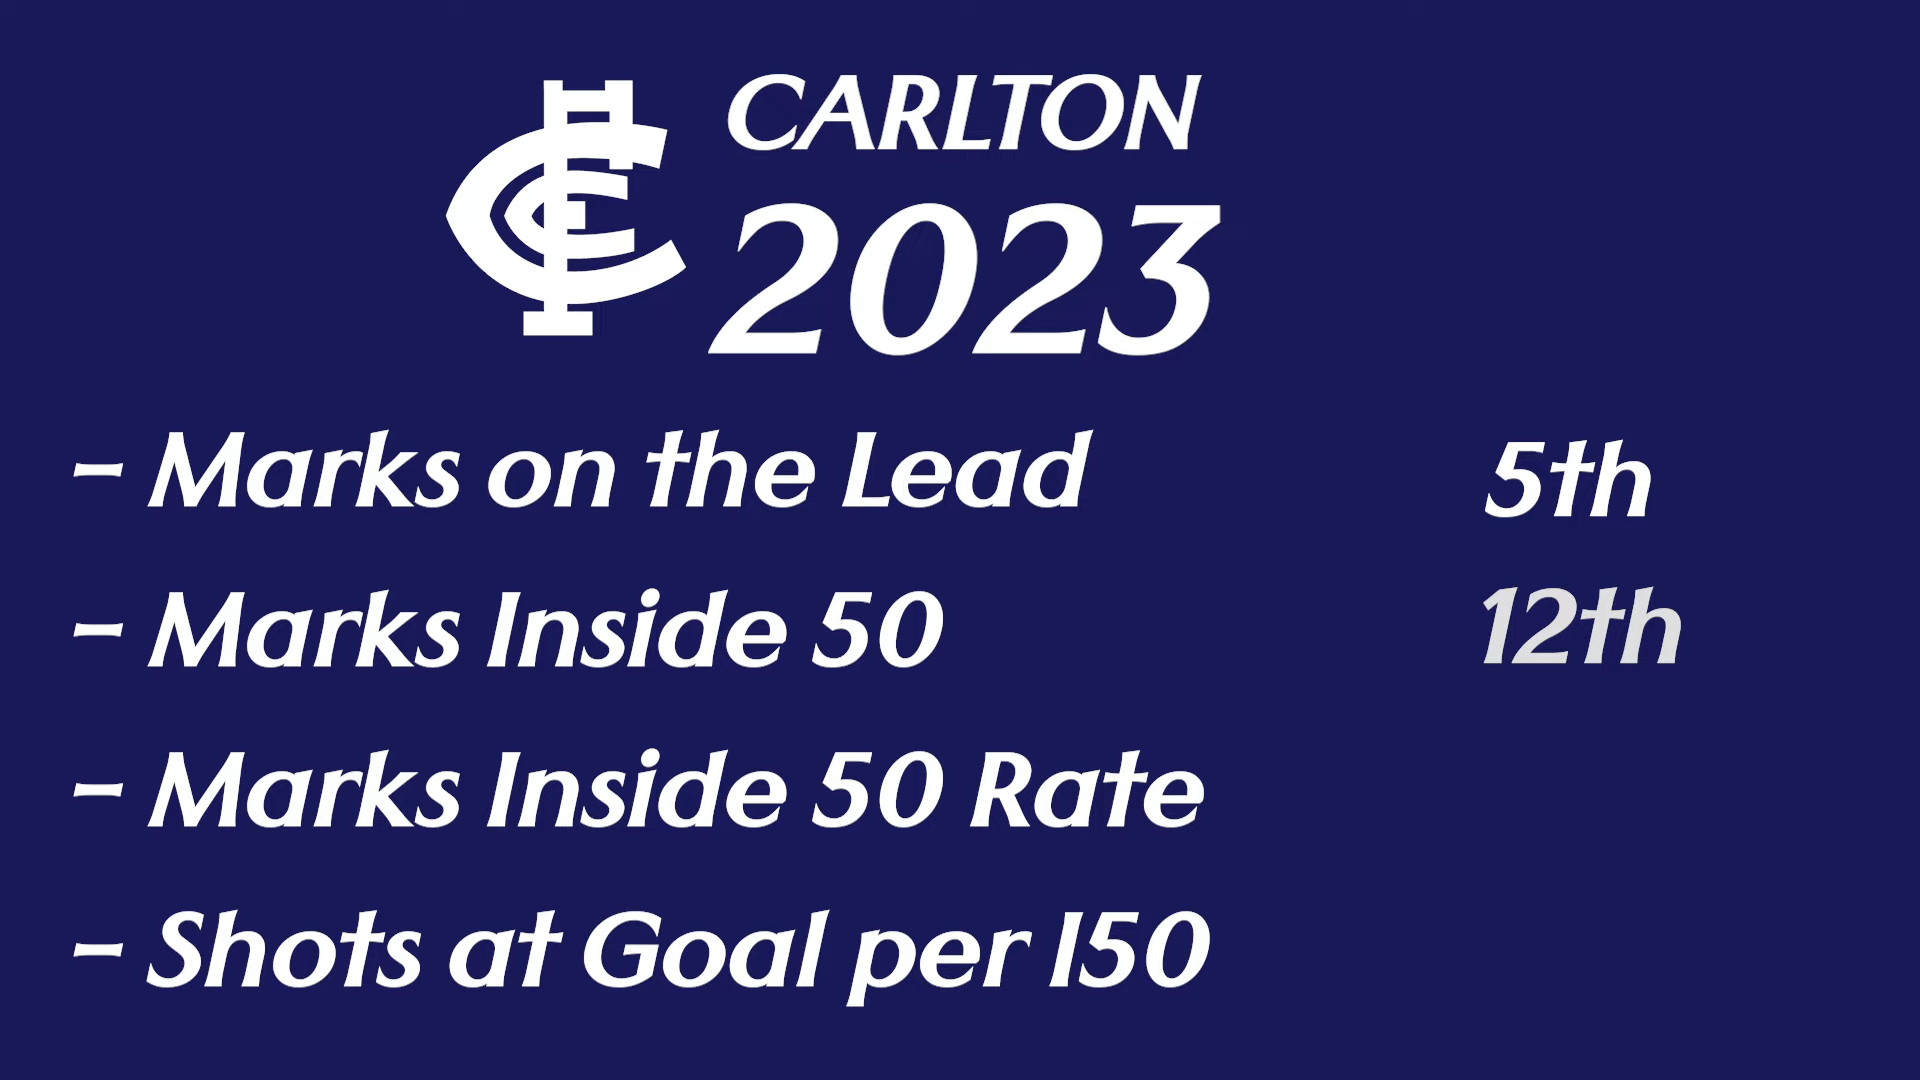 CARLTON
2023
- Marks on the Lead 5th
- Marks Inside 50 12th
- Marks Inside 50 Rate
- Shots at Goal per I50